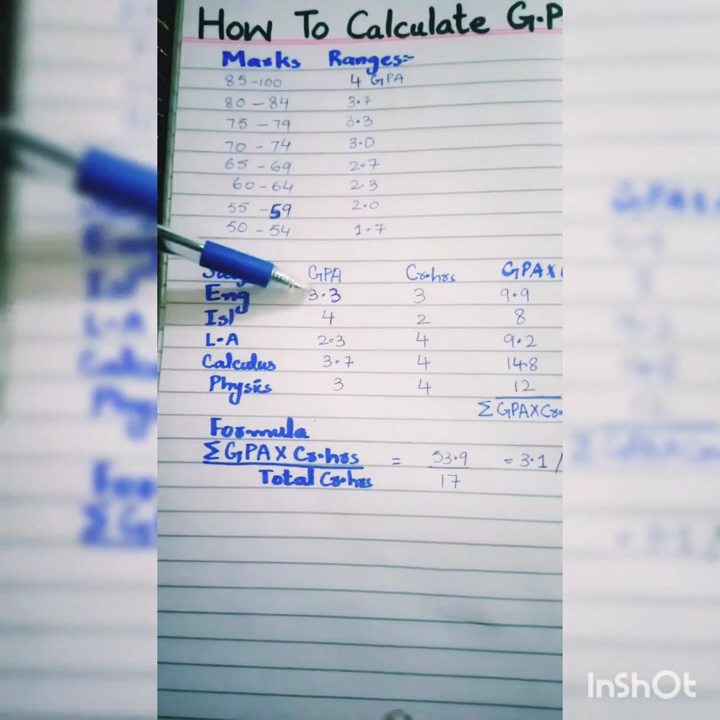 How To Calculate G.P
Marks Ranges:-
85-100 4 GPA
80-84 3.7
75-79 3.3
70-74 3.0
65-69 2.7
60-64 2.3
55-59 2.0
50-54 1.7
GPA Cr.hrs GPAX
Eng 3.3 3 9.9
Isl 4 2 8
L-A 2.3 4 9.2
Calculus 3.7 4 14.8
Physics 3 4 12
ΣGPAXCr
Formula
ΣGPA X Cr.hrs = 53.9 = 3.1/
Total Cr.hrs 17
InShOt